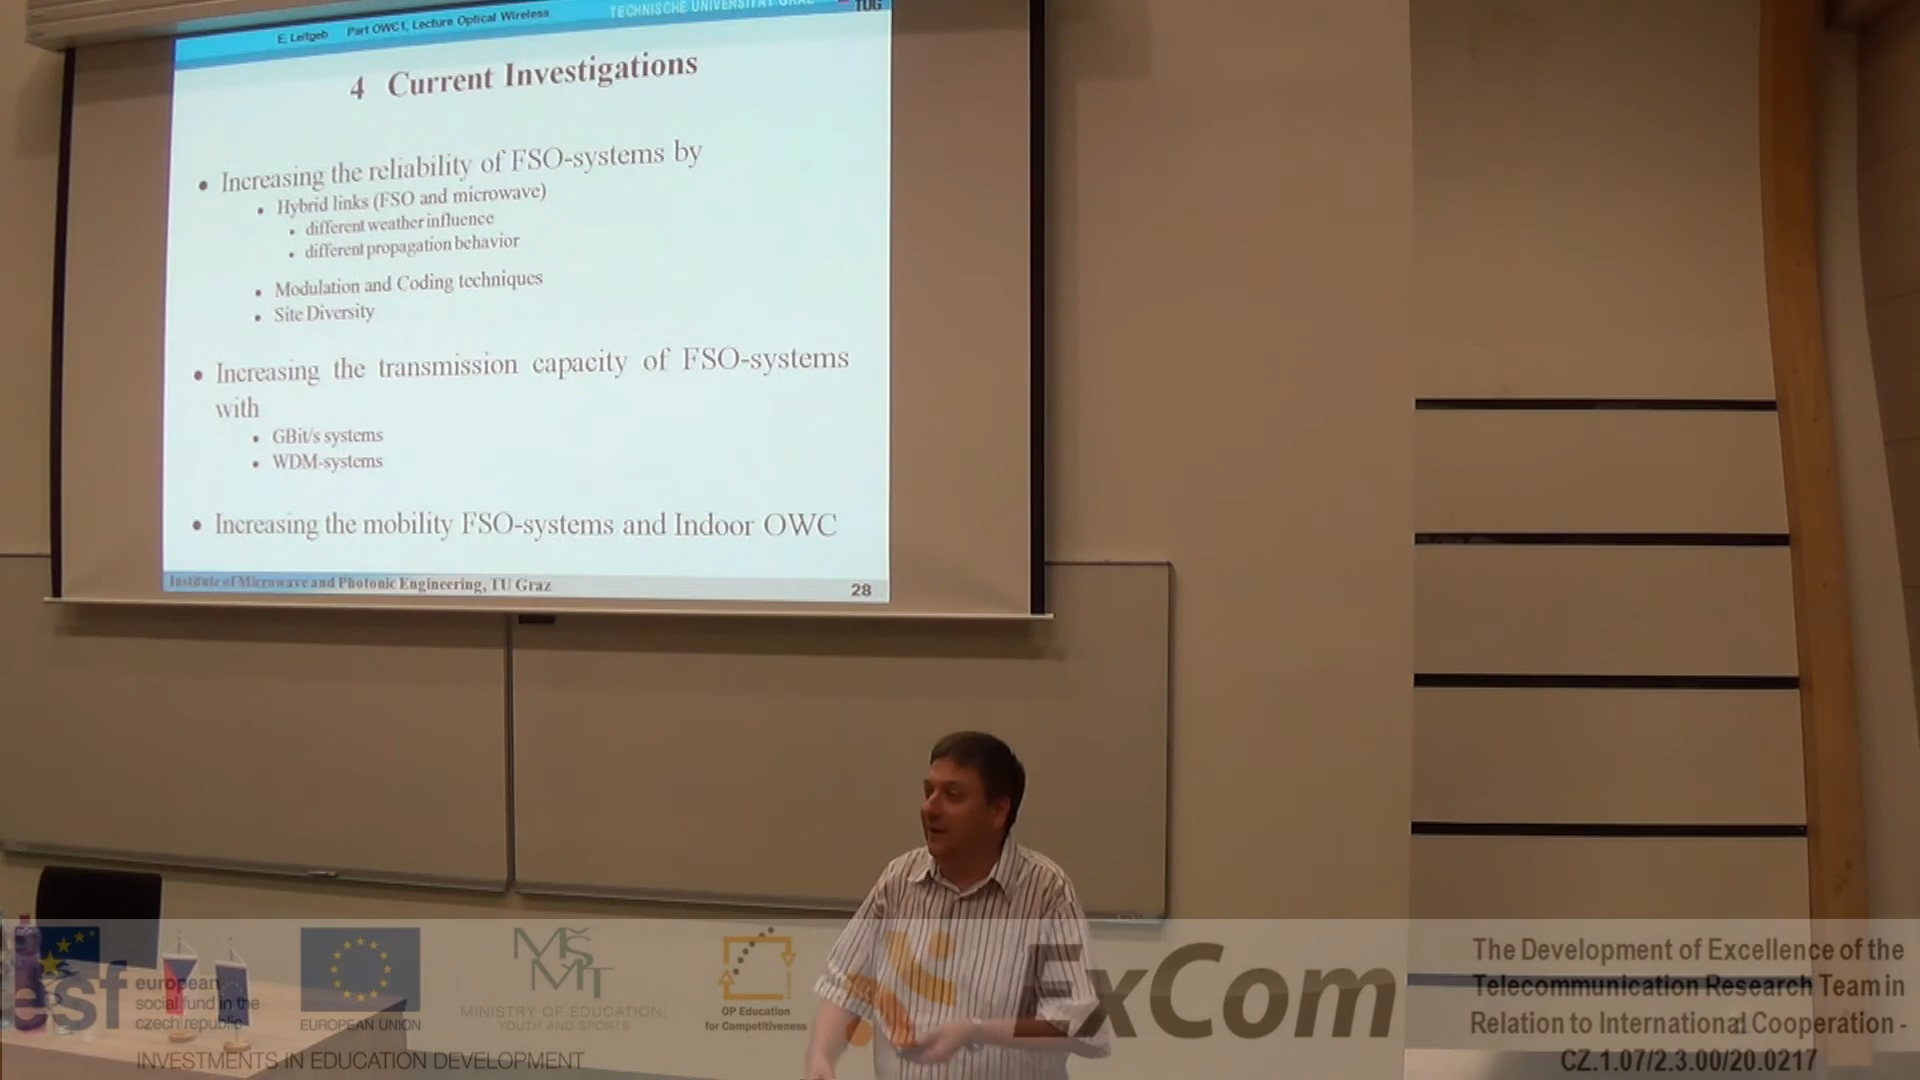 E. Leitgeb Part OWC1, Lecture Optical Wireless
TECHNISCHE UNIVERSITÄT GRAZ
TUG
4 Current Investigations
• Increasing the reliability of FSO-systems by
• Hybrid links (FSO and microwave)
• different weather influence
• different propagation behavior
• Modulation and Coding techniques
• Site Diversity
• Increasing the transmission capacity of FSO-systems
with
• GBit/s systems
• WDM-systems
• Increasing the mobility FSO-systems and Indoor OWC
Institute of Microwave and Photonic Engineering, TU Graz
28
esf
european
social fund in the
czech republic
EUROPEAN UNION
MŠMT
MINISTRY OF EDUCATION,
YOUTH AND SPORTS
OP Education
for Competitiveness
INVESTMENTS IN EDUCATION DEVELOPMENT
ExCom
The Development of Excellence of the
Telecommunication Research Team in
Relation to International Cooperation -
CZ.1.07/2.3.00/20.0217